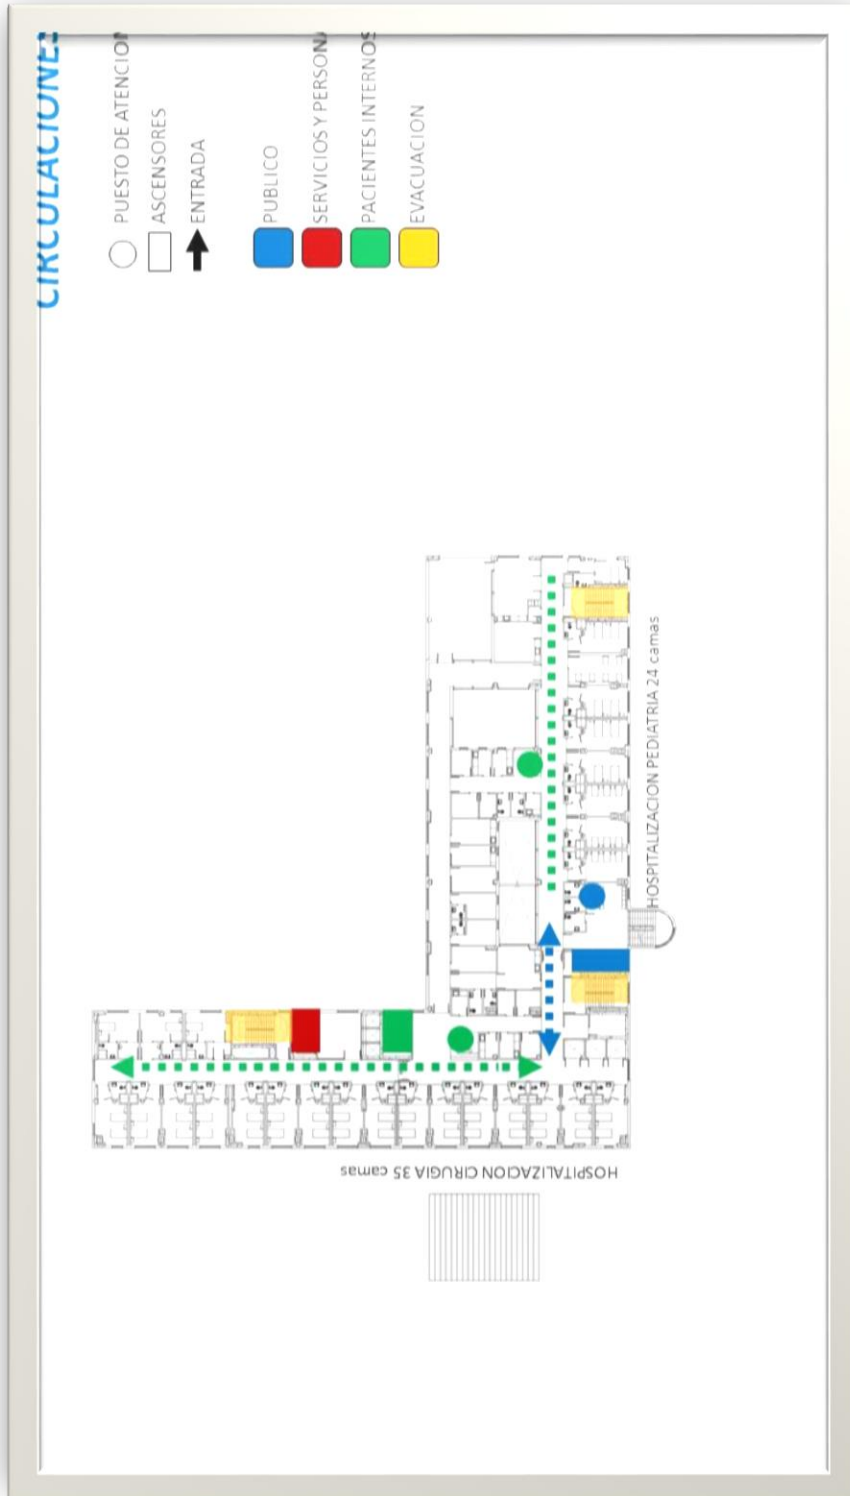 CIRCULACIONES
PUESTO DE ATENCION
ASCENSORES
ENTRADA
PUBLICO
SERVICIOS Y PERSONA
PACIENTES INTERNOS
EVACUACION
HOSPITALIZACION PEDIATRIA 24 camas
HOSPITALIZACION CIRUGIA 35 camas